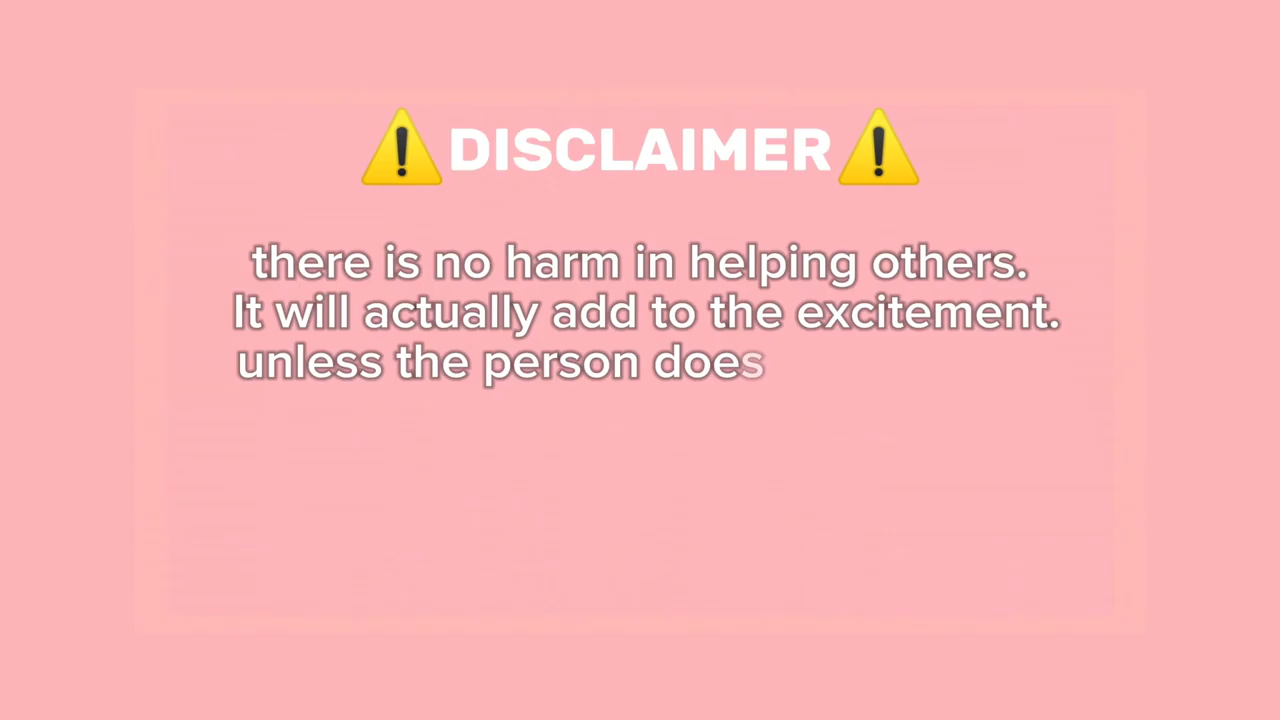 ⚠️DISCLAIMER⚠️
there is no harm in helping others.
It will actually add to the excitement.
unless the person does